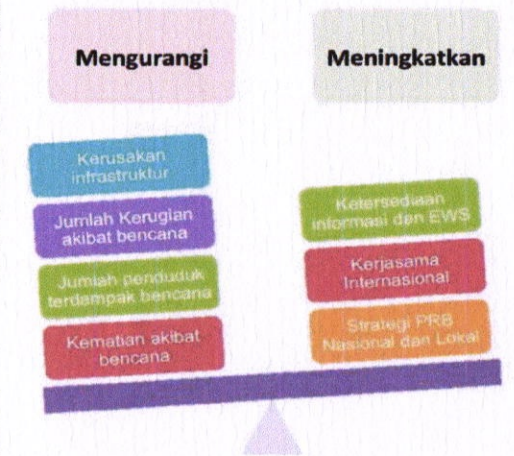 Mengurangi
Meningkatkan
Kerusakan
infrastruktur
Jumlah Kerugian
akibat bencana
Jumlah penduduk
terdampak bencana
Kematian akibat
bencana
Ketersediaan
informasi dan EWS
Kerjasama
Internasional
Strategi PRB
Nasional dan Lokal